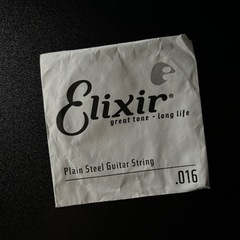 e
Elixir
great tone • long life
Plain Steel Guitar String
.016